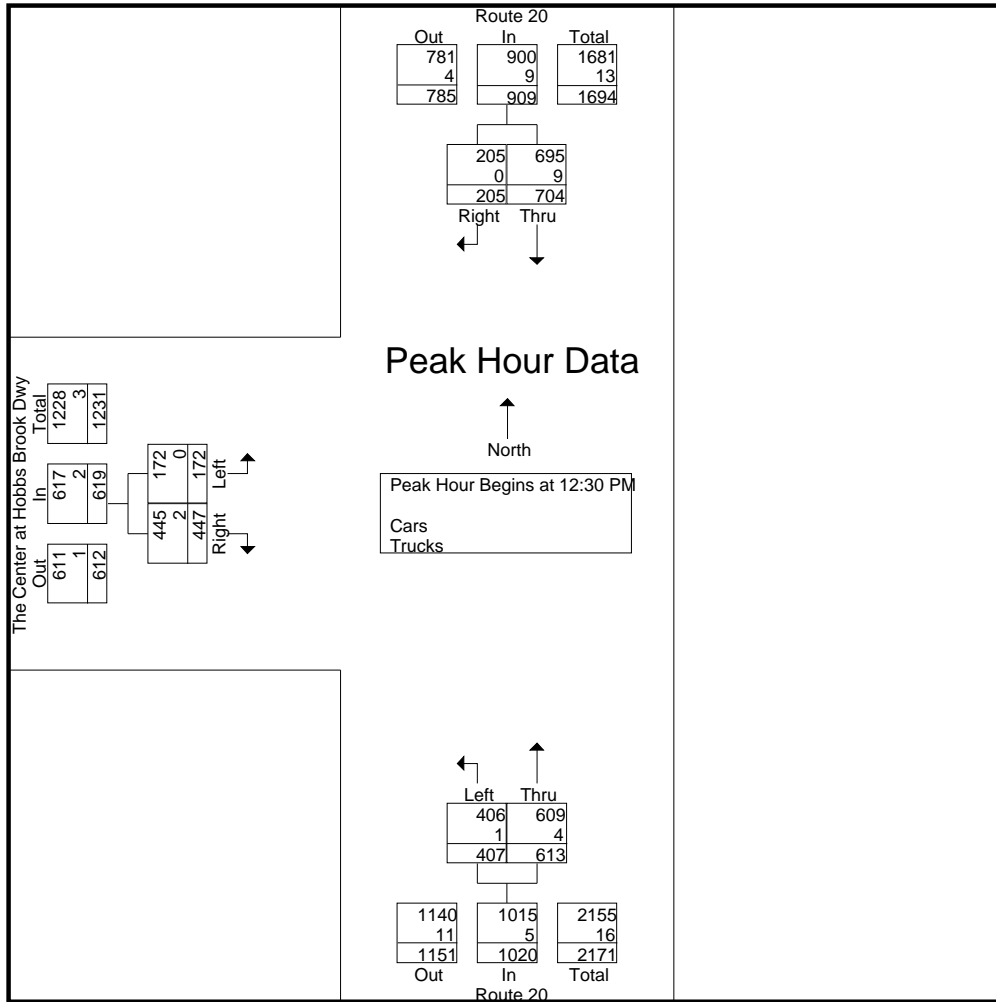 Route 20
Out In Total
781 900 1681
4 9 13
785 909 1694
205 695
0 9
205 704
Right Thru
Peak Hour Data
North
Peak Hour Begins at 12:30 PM
Cars
Trucks
The Center at Hobbs Brook Dwy
Out In Total
611 617 1228
1 2 3
612 619 1231
445 172
2 0
447 172
Right Left
Left Thru
406 609
1 4
407 613
1140 1015 2155
11 5 16
1151 1020 2171
Out In Total
Route 20